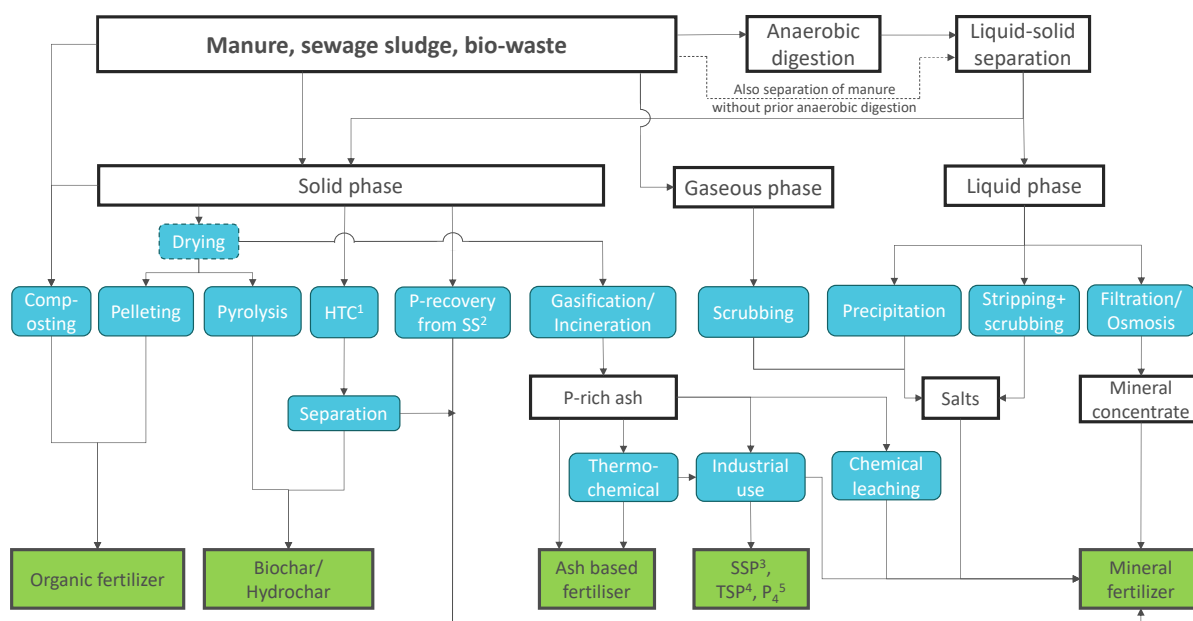 Manure, sewage sludge, bio-waste
Anaerobic
digestion
Liquid-solid
separation
Also separation of manure
without prior anaerobic digestion
Solid phase
Gaseous phase
Liquid phase
Drying
Comp-
osting
Pelleting
Pyrolysis
HTC¹
P-recovery
from SS²
Gasification/
Incineration
Scrubbing
Precipitation
Stripping+
scrubbing
Filtration/
Osmosis
P-rich ash
Salts
Mineral
concentrate
Separation
Thermo-
chemical
Industrial
use
Chemical
leaching
Organic fertilizer
Biochar/
Hydrochar
Ash based
fertiliser
SSP³,
TSP⁴, P₄⁵
Mineral
fertilizer